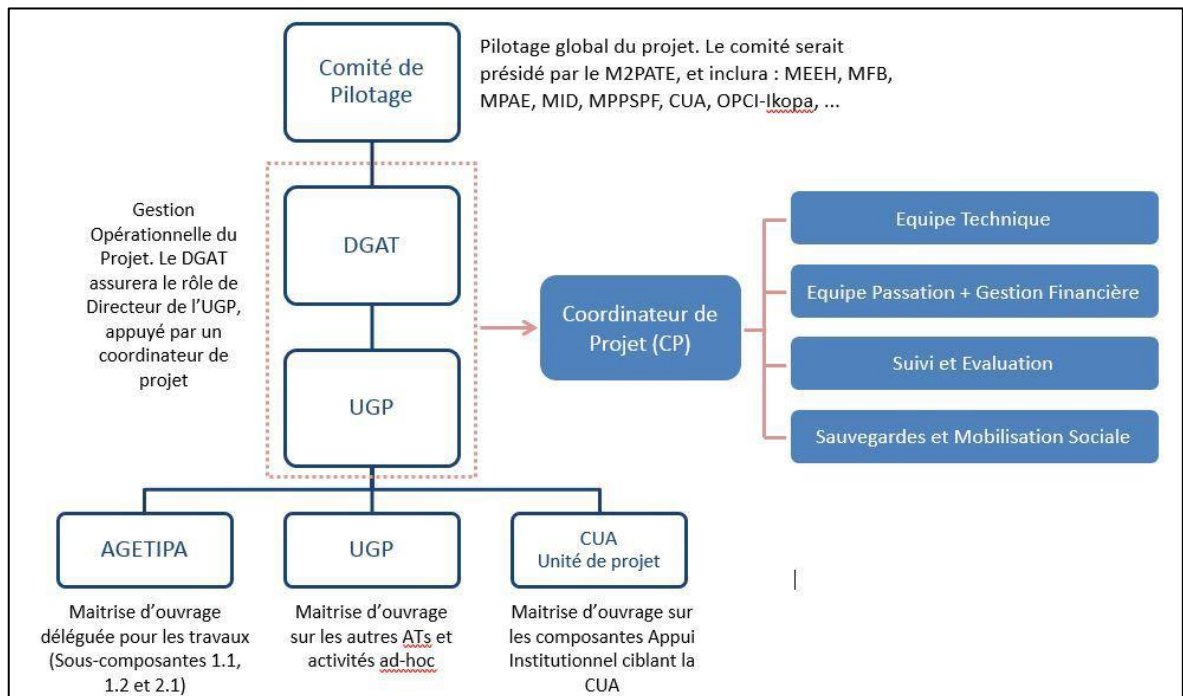 Comité de
Pilotage
Pilotage global du projet. Le comité serait
présidé par le M2PATE, et inclura : MEEH, MFB,
MPAE, MID, MPPSPF, CUA, OPCI-Ikopa, ...
Gestion
Opérationnelle du
Projet. Le DGAT
assurera le rôle de
Directeur de l’UGP,
appuyé par un
coordinateur de
projet
DGAT
UGP
Coordinateur de
Projet (CP)
Equipe Technique
Equipe Passation + Gestion Financière
Suivi et Evaluation
Sauvegardes et Mobilisation Sociale
AGETIPA
Maitrise d’ouvrage
déléguée pour les travaux
(Sous-composantes 1.1,
1.2 et 2.1)
UGP
Maitrise d’ouvrage
sur les autres ATs et
activités ad-hoc
CUA
Unité de projet
Maitrise d’ouvrage sur
les composantes Appui
Institutionnel ciblant la
CUA